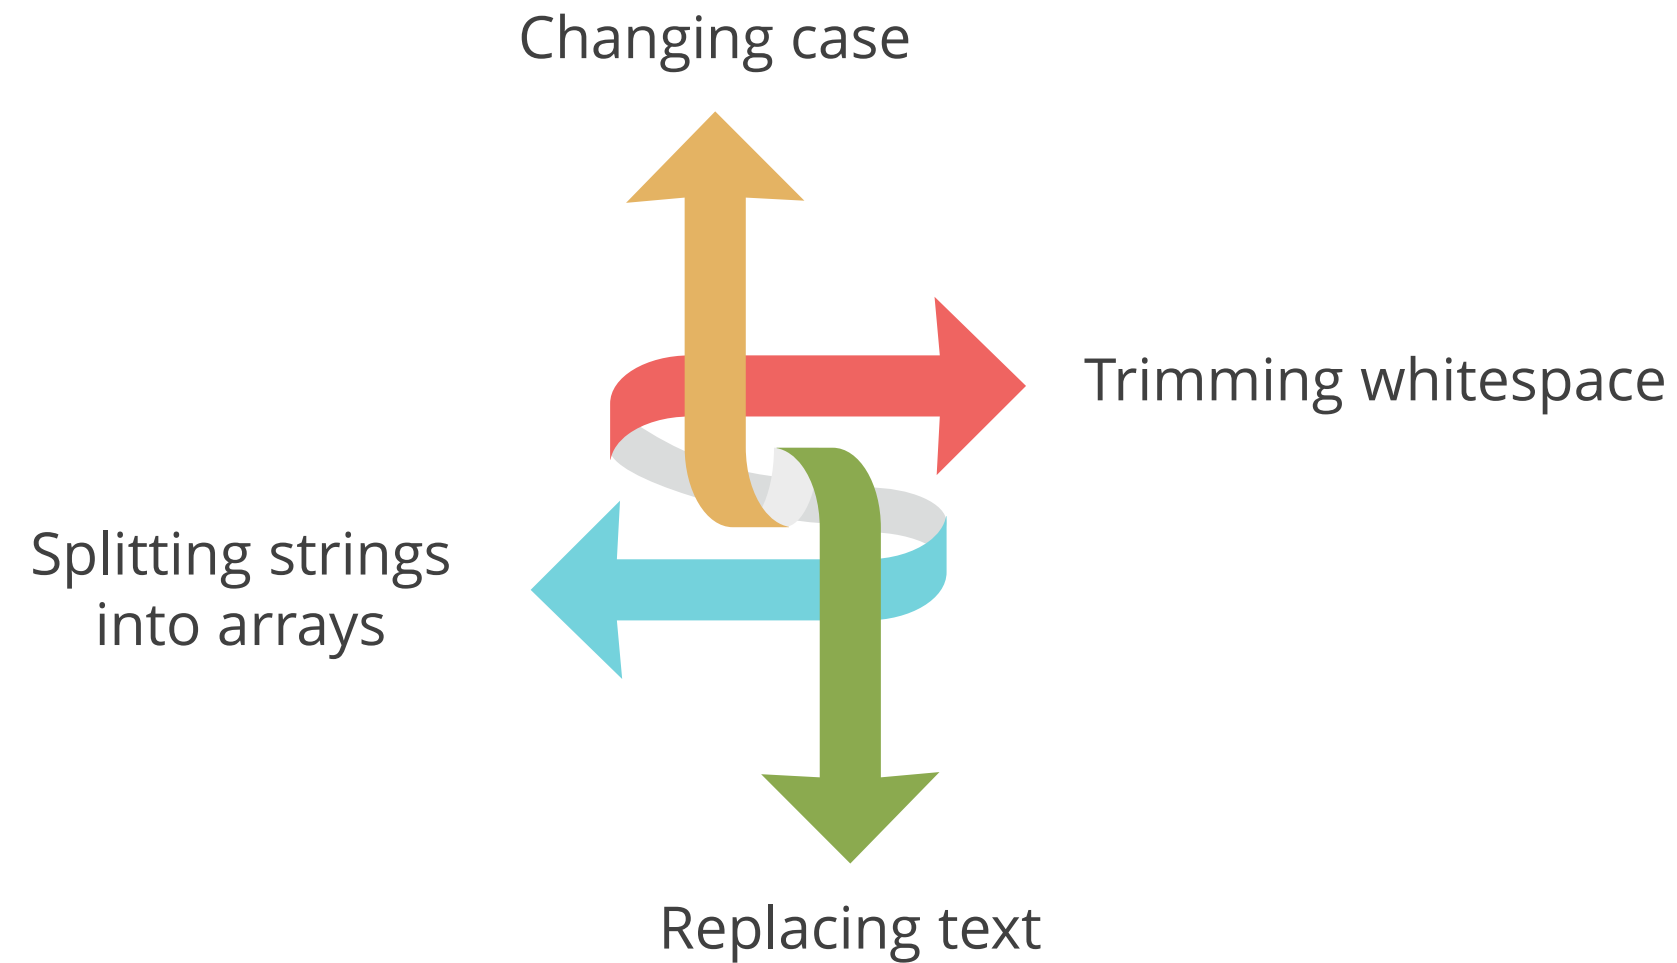 Changing case
Trimming whitespace
Splitting strings
into arrays
Replacing text